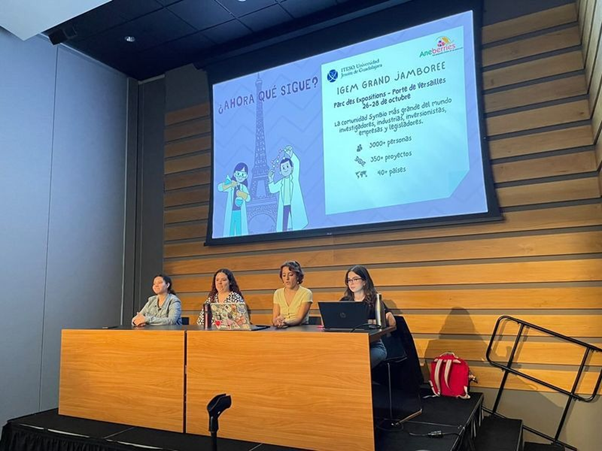 ¿AHORA QUÉ SIGUE?
ITESO, Universidad
Jesuita de Guadalajara
Aneberries
IGEM GRAND JAMBOREE
Parc des Expositions - Porte de Versailles
26-28 de octubre
La comunidad SynBio más grande del mundo
investigadores, industrias, inversionistas,
empresas y legisladores.
3000+ personas
350+ proyectos
40+ países